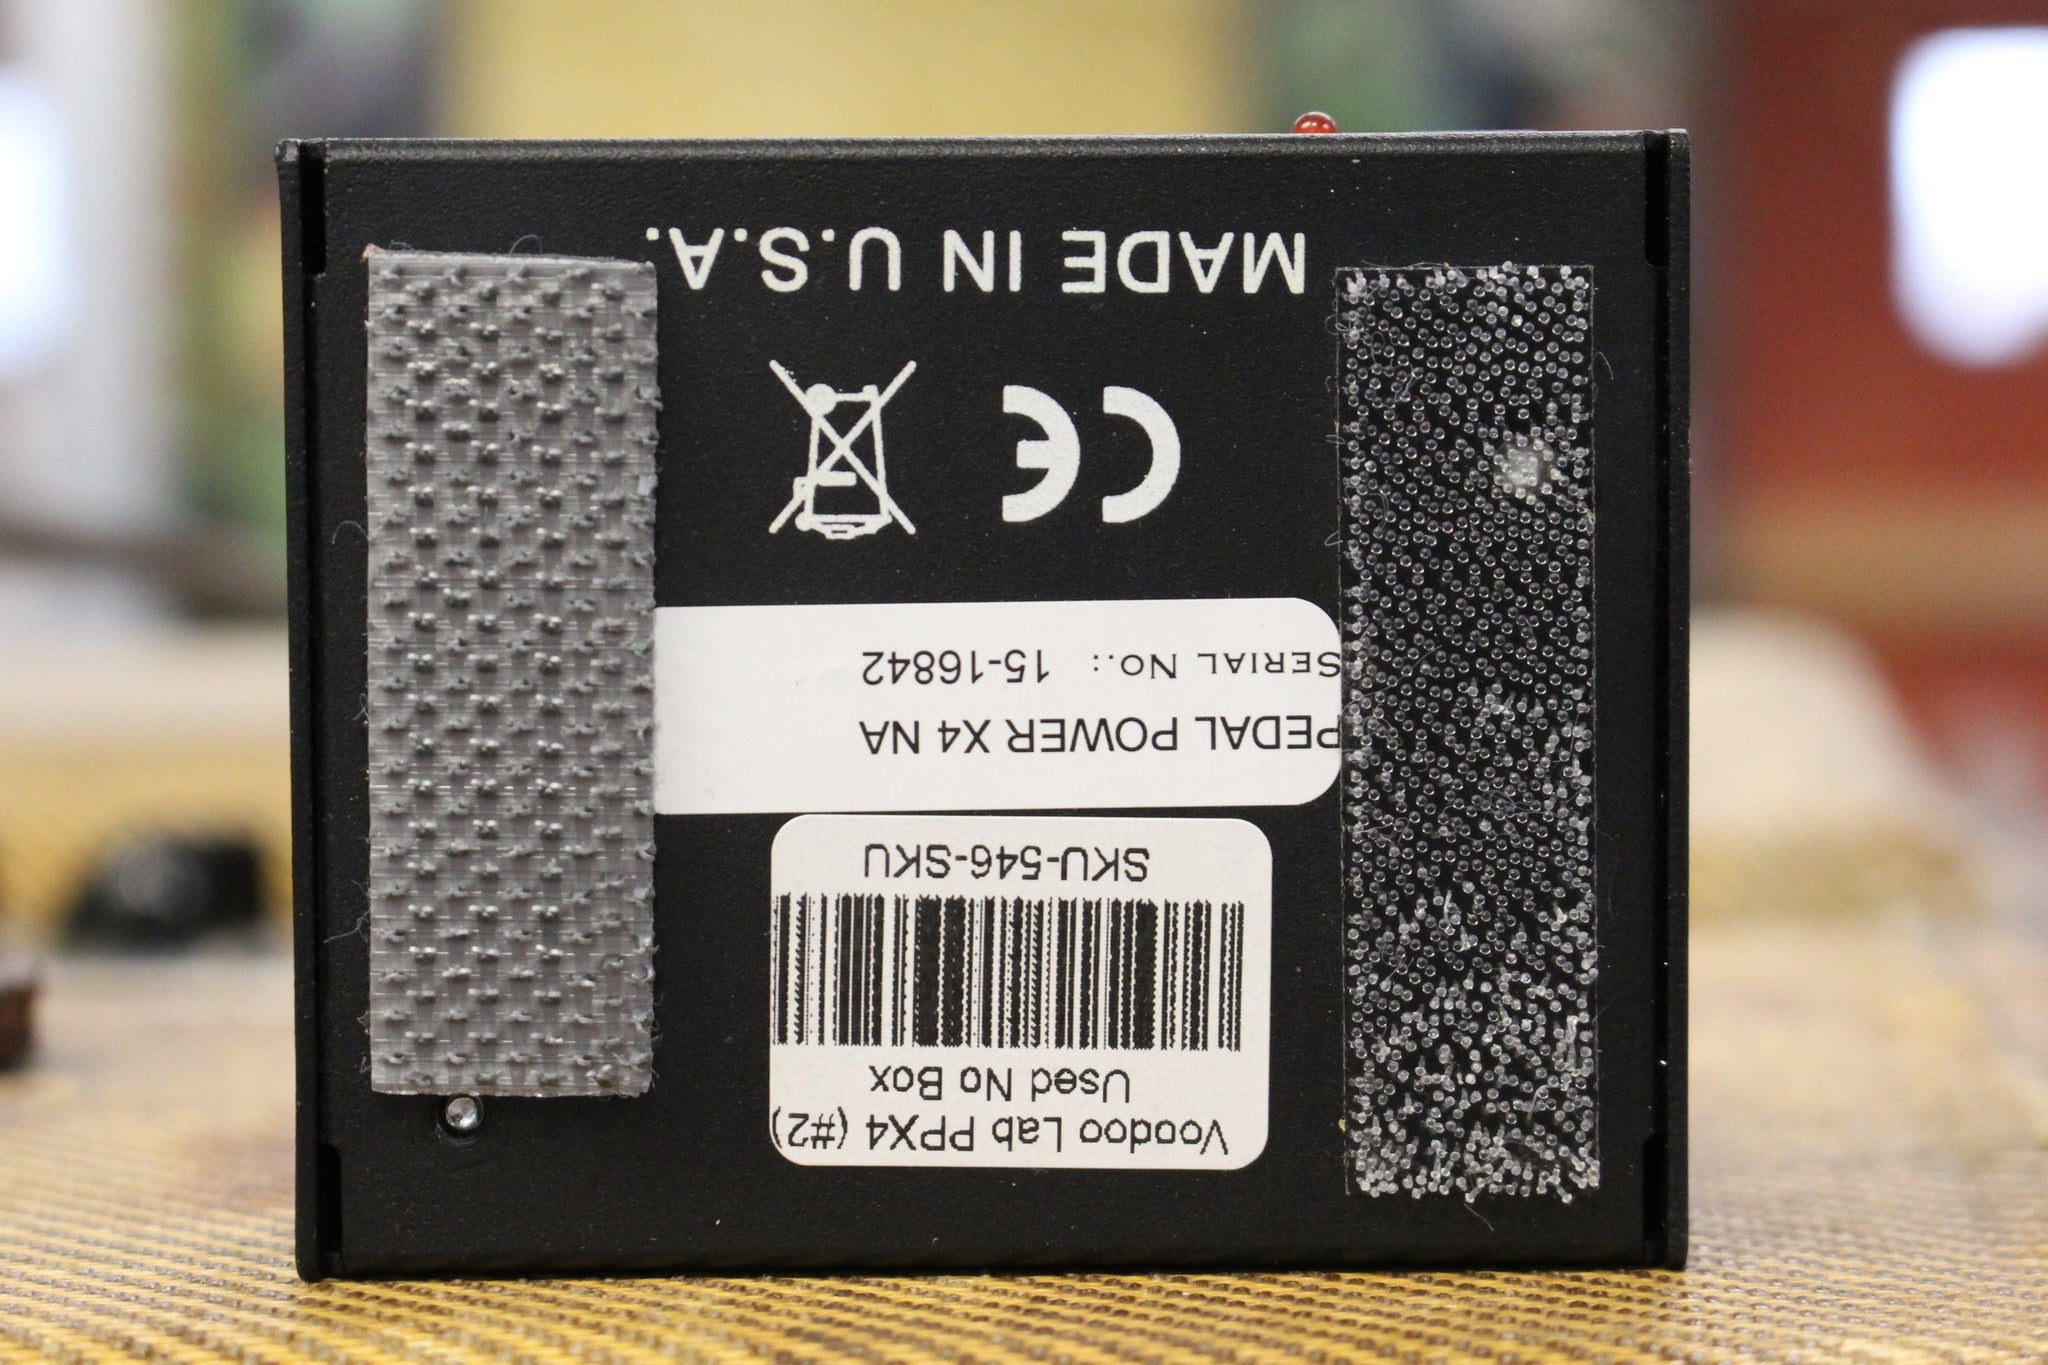 Voodoo Lab PPX4 (#2)
Used No Box
SKU-546-SKU
PEDAL POWER X4 NA
SERIAL NO.: 15-16842
CE
MADE IN U.S.A.